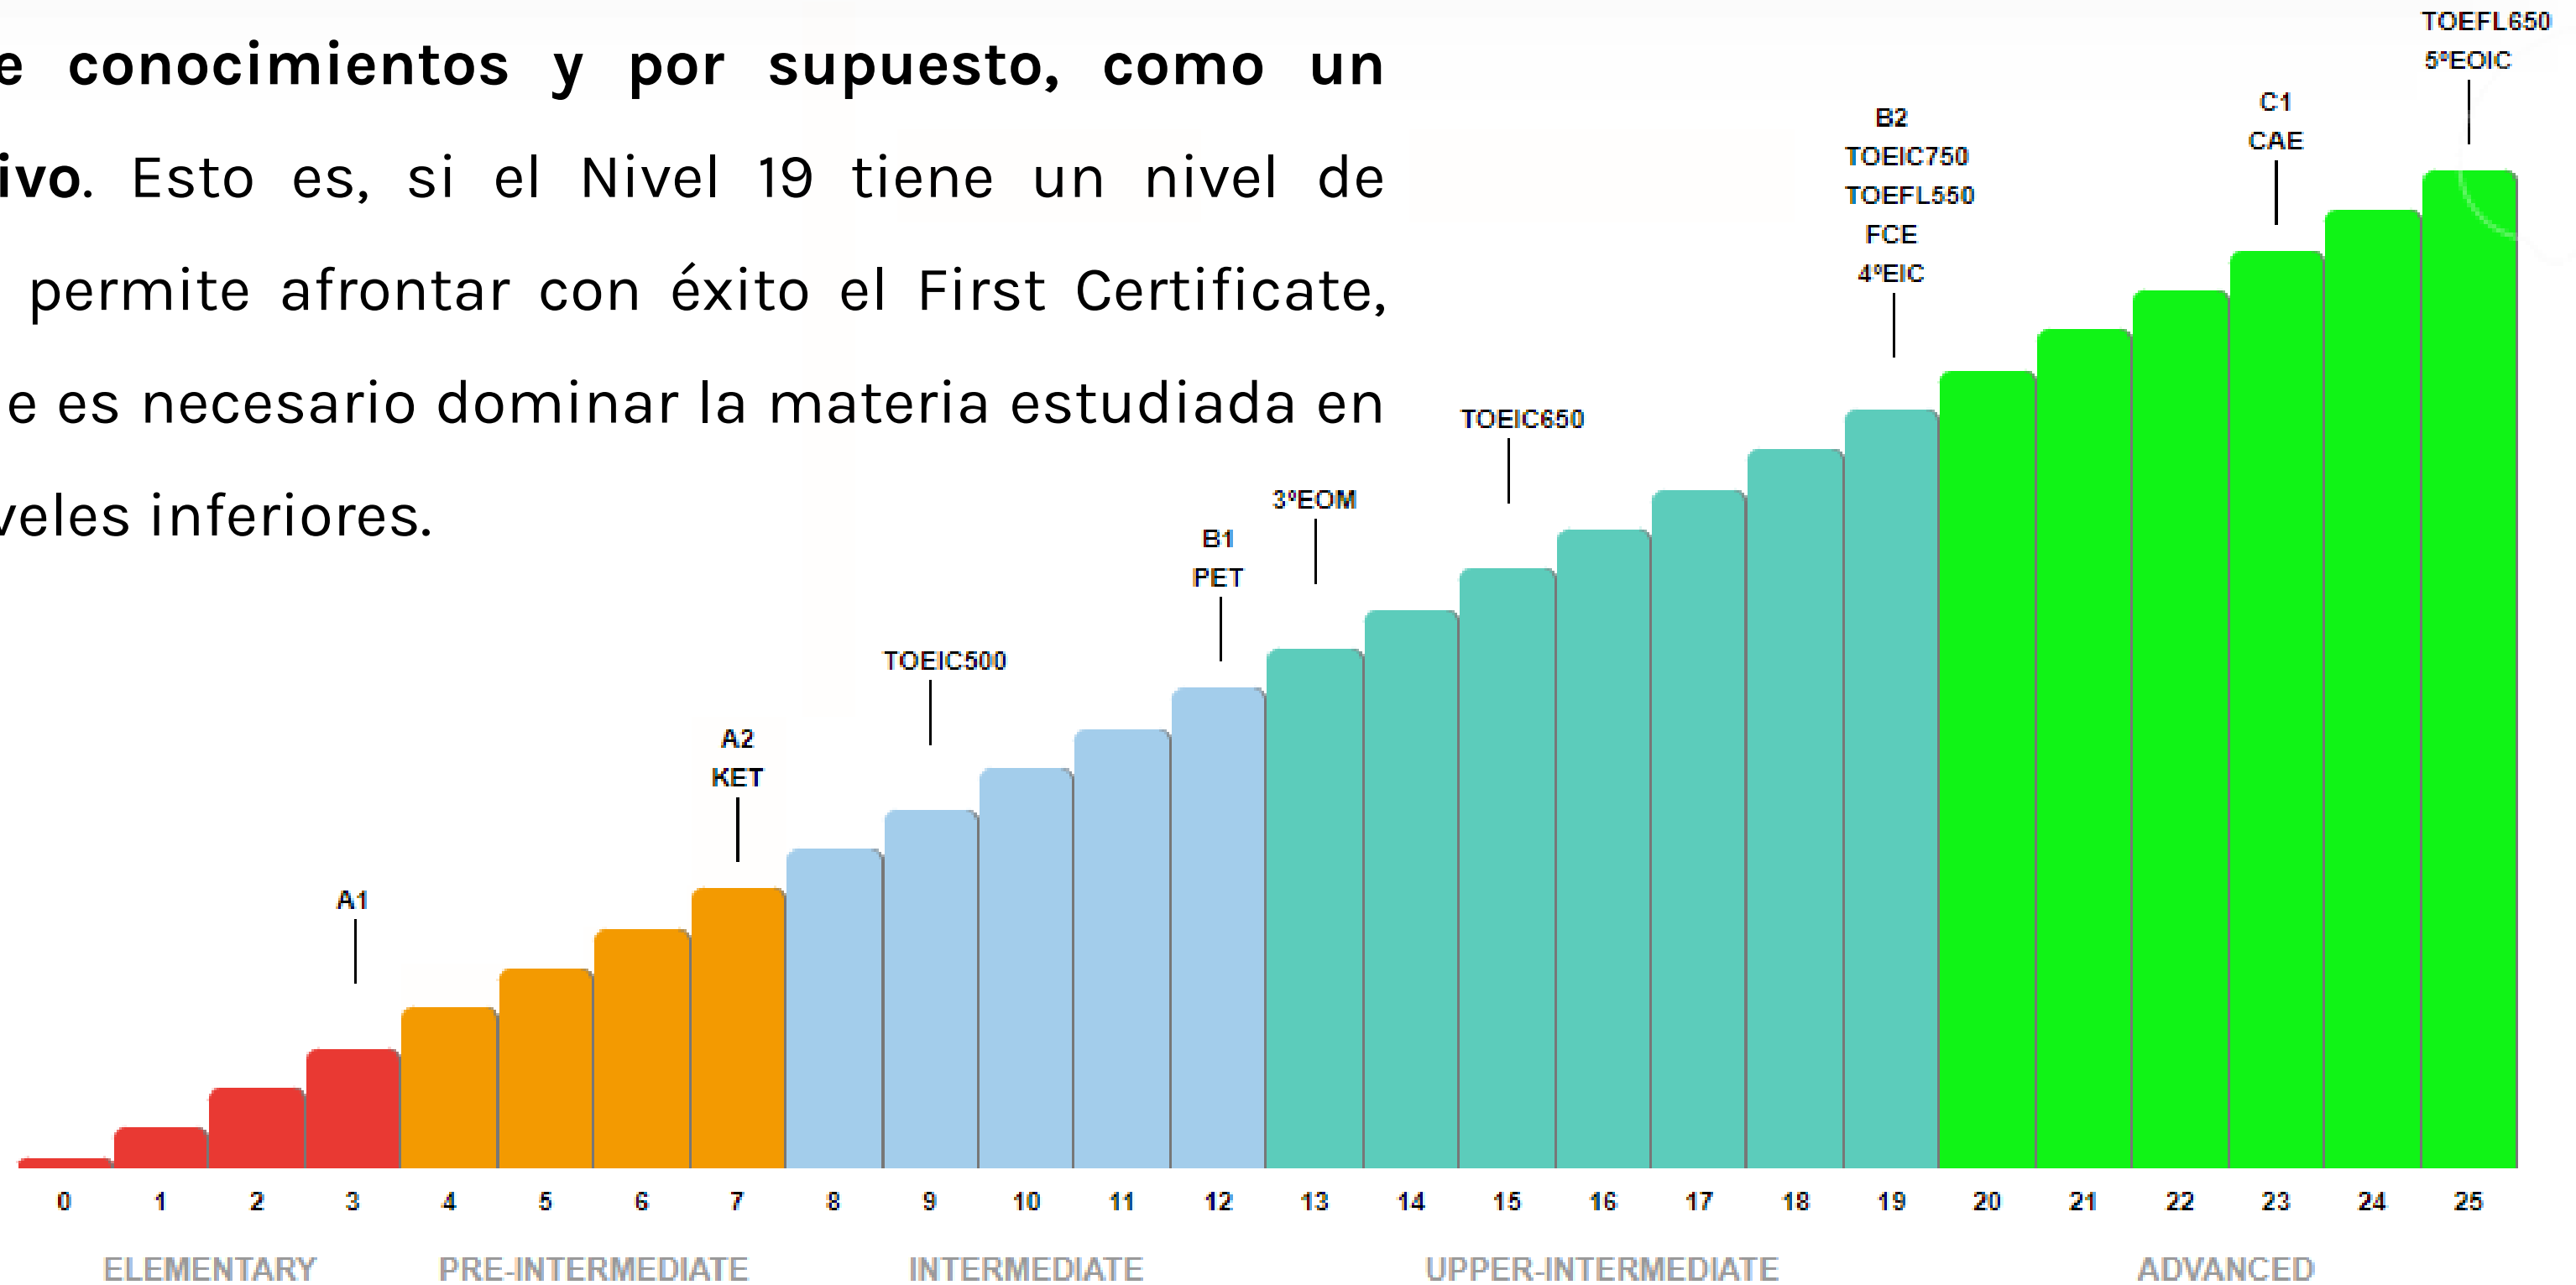 e conocimientos y por supuesto, como un
ivo. Esto es, si el Nivel 19 tiene un nivel de
permite afrontar con éxito el First Certificate,
e es necesario dominar la materia estudiada en
veles inferiores.
TOEFL650
5ºEOIC
C1
CAE
B2
TOEIC750
TOEFL550
FCE
4ºEIC
TOEIC650
3ºEOM
B1
PET
TOEIC500
A2
KET
A1
0 1 2 3 4 5 6 7 8 9 10 11 12 13 14 15 16 17 18 19 20 21 22 23 24 25
ELEMENTARY PRE-INTERMEDIATE INTERMEDIATE UPPER-INTERMEDIATE ADVANCED